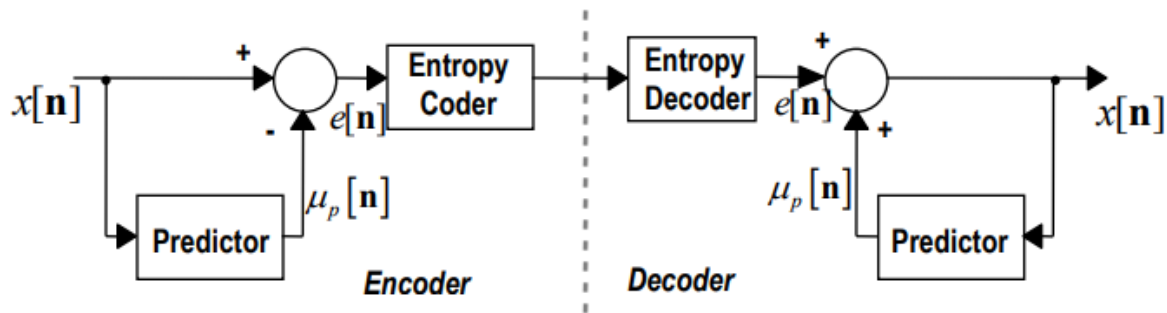 + Entropy Coder Entropy Decoder +
x[n] - e[n] e[n] + x[n]
μp[n] μp[n]
Predictor Predictor
Encoder Decoder